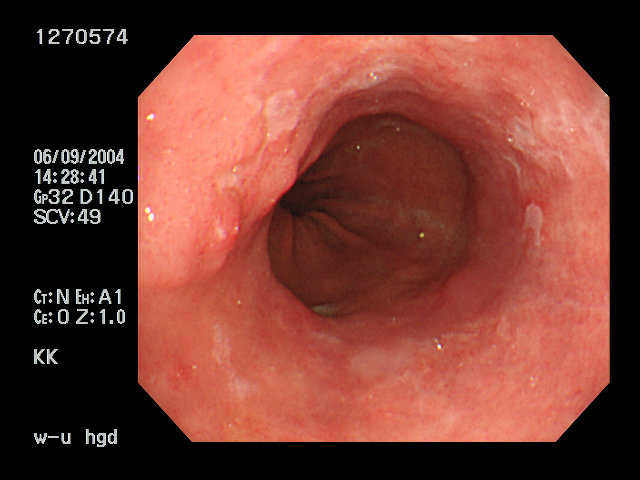 1270574
06/09/2004
14:28:41
Gp32 D140
SCV:49
Ct:N Eh:A1
Ce:0 Z:1.0
KK
w-u hgd